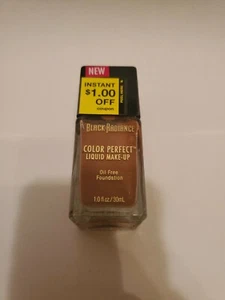 NEW
INSTANT
$1.00
OFF
BLACK RADIANCE
COLOR PERFECT™
LIQUID MAKE-UP
Oil Free
Foundation
1.0 fl oz/30mL